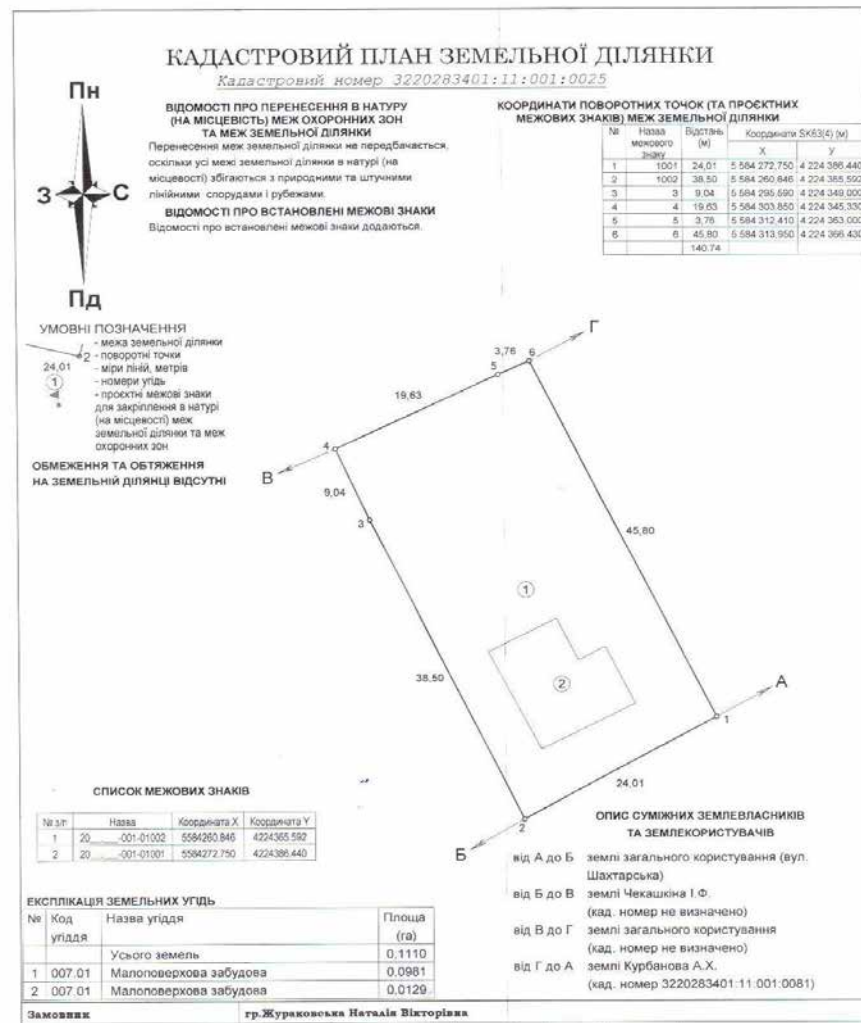 КАДАСТРОВИЙ ПЛАН ЗЕМЕЛЬНОЇ ДІЛЯНКИ
Кадастровий номер 3220283401:11:001:0025
Пн
З
С
Пд
ВІДОМОСТІ ПРО ПЕРЕНЕСЕННЯ В НАТУРУ
(НА МІСЦЕВІСТЬ) МЕЖ ОХОРОННИХ ЗОН
ТА МЕЖ ЗЕМЕЛЬНОЇ ДІЛЯНКИ
Перенесення меж земельної ділянки не передбачається,
оскільки усі межі земельної ділянки в натурі (на
місцевості) збігаються з природними та штучними
лінійними спорудами і рубежами.
ВІДОМОСТІ ПРО ВСТАНОВЛЕНІ МЕЖОВІ ЗНАКИ
Відомості про встановлені межові знаки додаються.
КООРДИНАТИ ПОВОРОТНИХ ТОЧОК (ТА ПРОЄКТНИХ
МЕЖОВИХ ЗНАКІВ) МЕЖ ЗЕМЕЛЬНОЇ ДІЛЯНКИ
№ Назва межового знаку Відстань (м) Координати SK63(4) (м)
X У
1 1001 24,01 5 584 272,750 4 224 386,440
2 1002 38,50 5 584 260,846 4 224 365,592
3 3 9,04 5 584 295,590 4 224 349,000
4 4 19,63 5 584 303,850 4 224 345,330
5 5 3,76 5 584 312,410 4 224 363,000
6 6 45,80 5 584 313,950 4 224 366,430
140.74
УМОВНІ ПОЗНАЧЕННЯ
- межа земельної ділянки
2 - поворотні точки
24,01 - міри ліній, метрів
1 - номери угідь
- проєктні межові знаки
для закріплення в натурі
(на місцевості) меж
земельної ділянки та меж
охоронних зон
ОБМЕЖЕННЯ ТА ОБТЯЖЕННЯ
НА ЗЕМЕЛЬНІЙ ДІЛЯНЦІ ВІДСУТНІ
Г
3,76 6
5
19,63
4
В
9,04
3
45,80
1
38,50
2
А
1
24,01
2
Б
СПИСОК МЕЖОВИХ ЗНАКІВ
№ з/п Назва Координата X Координата Y
1 20____-001-01002 5584260.846 4224365.592
2 20____-001-01001 5584272.750 4224386.440
ОПИС СУМІЖНИХ ЗЕМЛЕВЛАСНИКІВ
ТА ЗЕМЛЕКОРИСТУВАЧІВ
від А до Б землі загального користування (вул.
Шахтарська)
від Б до В землі Чекашкіна І.Ф.
(кад. номер не визначено)
від В до Г землі загального користування
(кад. номер не визначено)
від Г до А землі Курбанова А.Х.
(кад. номер 3220283401:11:001:0081)
ЕКСПЛІКАЦІЯ ЗЕМЕЛЬНИХ УГІДЬ
№ Код угіддя Назва угіддя Площа (га)
Усього земель 0,1110
1 007.01 Малоповерхова забудова 0,0981
2 007.01 Малоповерхова забудова 0,0129
Замовник гр.Жураковська Наталія Вікторівна